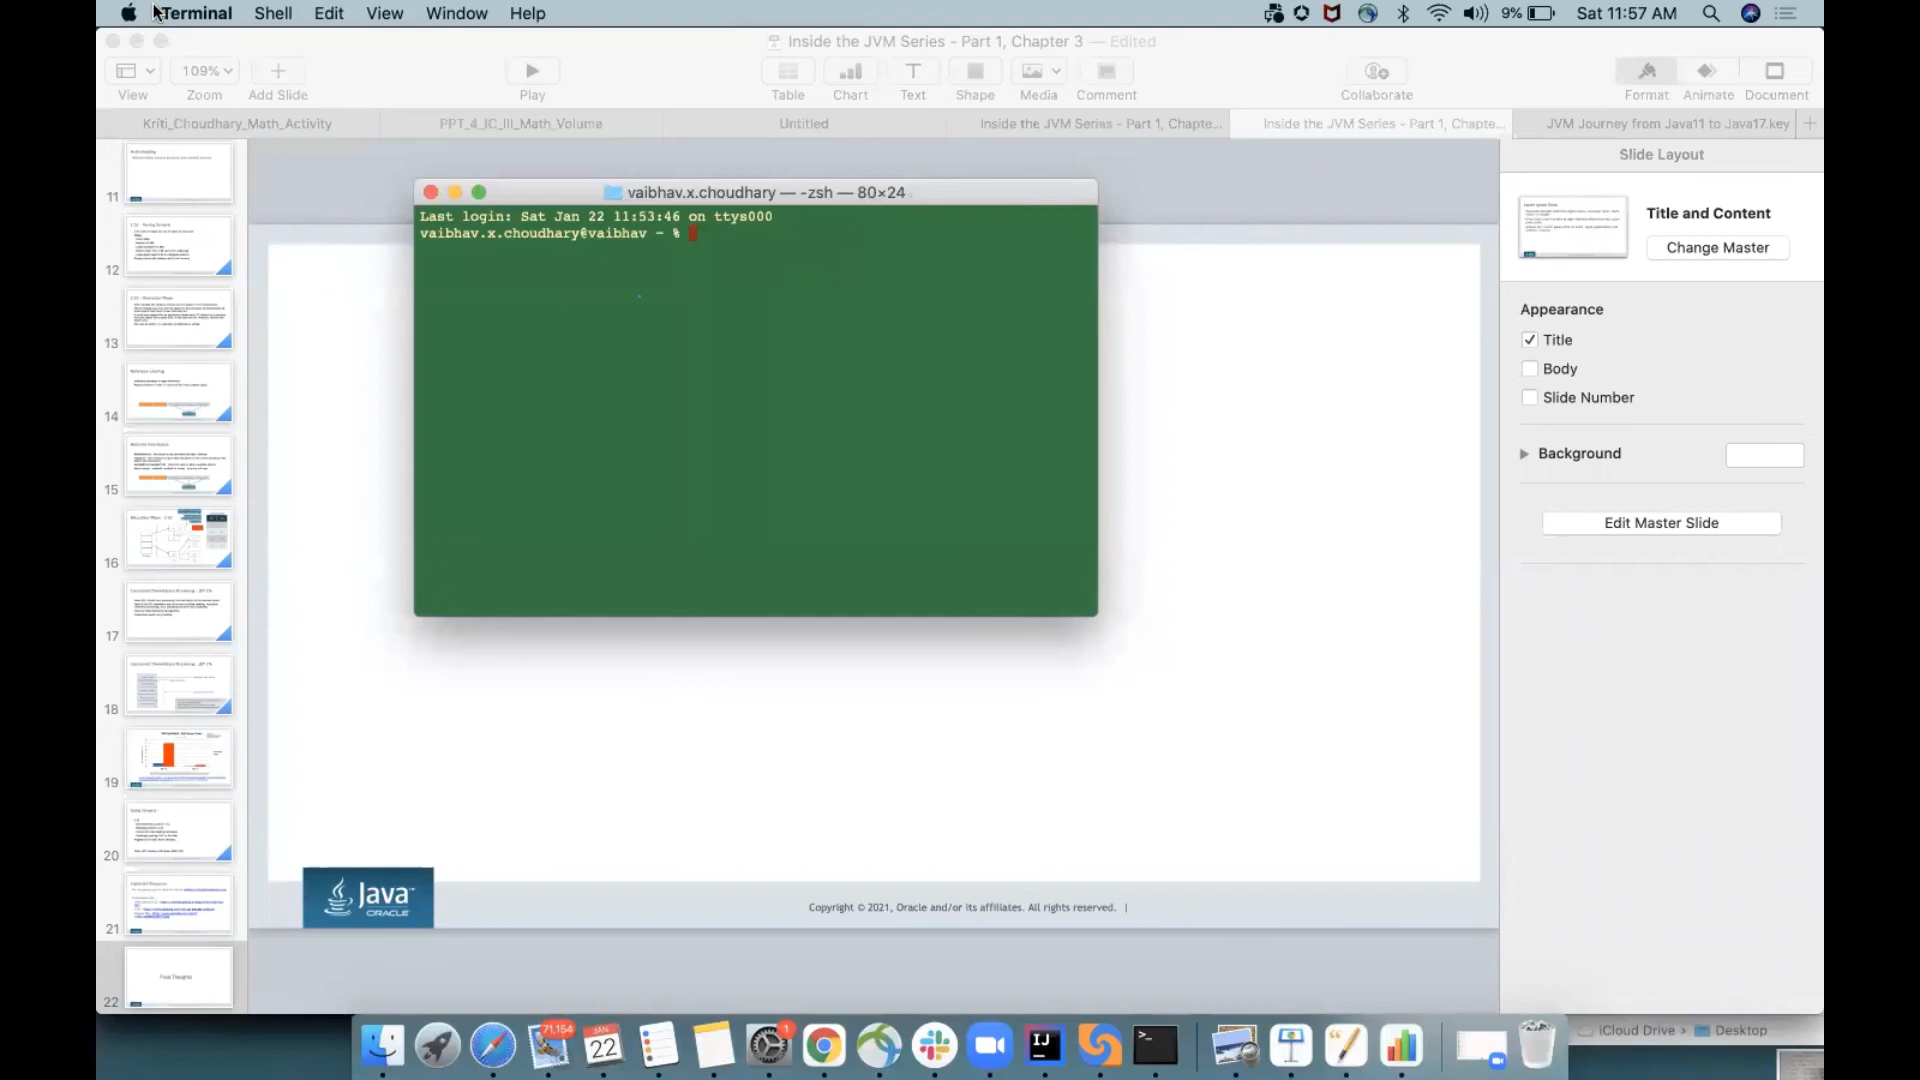 Terminal Shell Edit View Window Help 9% Sat 11:57 AM
Inside the JVM Series - Part 1, Chapter 3 — Edited
109%
View Zoom Add Slide Play Table Chart Text Shape Media Comment Collaborate Format Animate Document
Kriti_Choudhary_Math_Activity PPT_4_IC_III_Math_Volume Untitled Inside the JVM Series - Part 1, Chapte... Inside the JVM Series - Part 1, Chapte... JVM Journey from Java11 to Java17.key
Slide Layout
vaibhav.x.choudhary — -zsh — 80×24
Last login: Sat Jan 22 11:53:46 on ttys000
vaibhav.x.choudhary@vaibhav ~ %
Title and Content
Change Master
Appearance
Title
Body
Slide Number
Background
Edit Master Slide
11
12
13
14
15
16
17
18
19
20
21
Final Thoughts
22
Java™
ORACLE
Copyright © 2021, Oracle and/or its affiliates. All rights reserved. |
71,154
JAN
22
1
IJ
iCloud Drive › Desktop